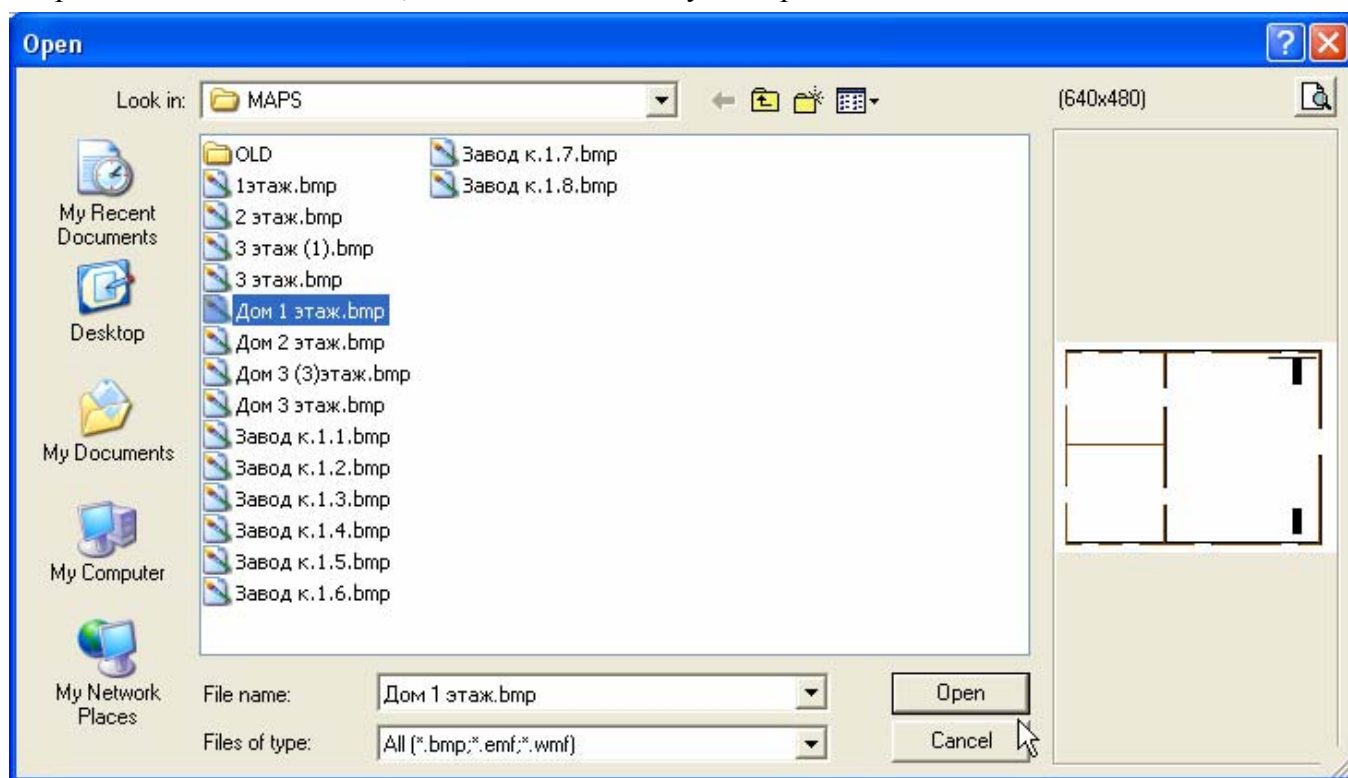 Open
Look in:
MAPS
(640x480)
My Recent
Documents
Desktop
My Documents
My Computer
My Network
Places
OLD
1этаж.bmp
2 этаж.bmp
3 этаж (1).bmp
3 этаж.bmp
Дом 1 этаж.bmp
Дом 2 этаж.bmp
Дом 3 (3)этаж.bmp
Дом 3 этаж.bmp
Завод к.1.1.bmp
Завод к.1.2.bmp
Завод к.1.3.bmp
Завод к.1.4.bmp
Завод к.1.5.bmp
Завод к.1.6.bmp
Завод к.1.7.bmp
Завод к.1.8.bmp
File name:
Дом 1 этаж.bmp
Open
Files of type:
All (*.bmp;*.emf;*.wmf)
Cancel